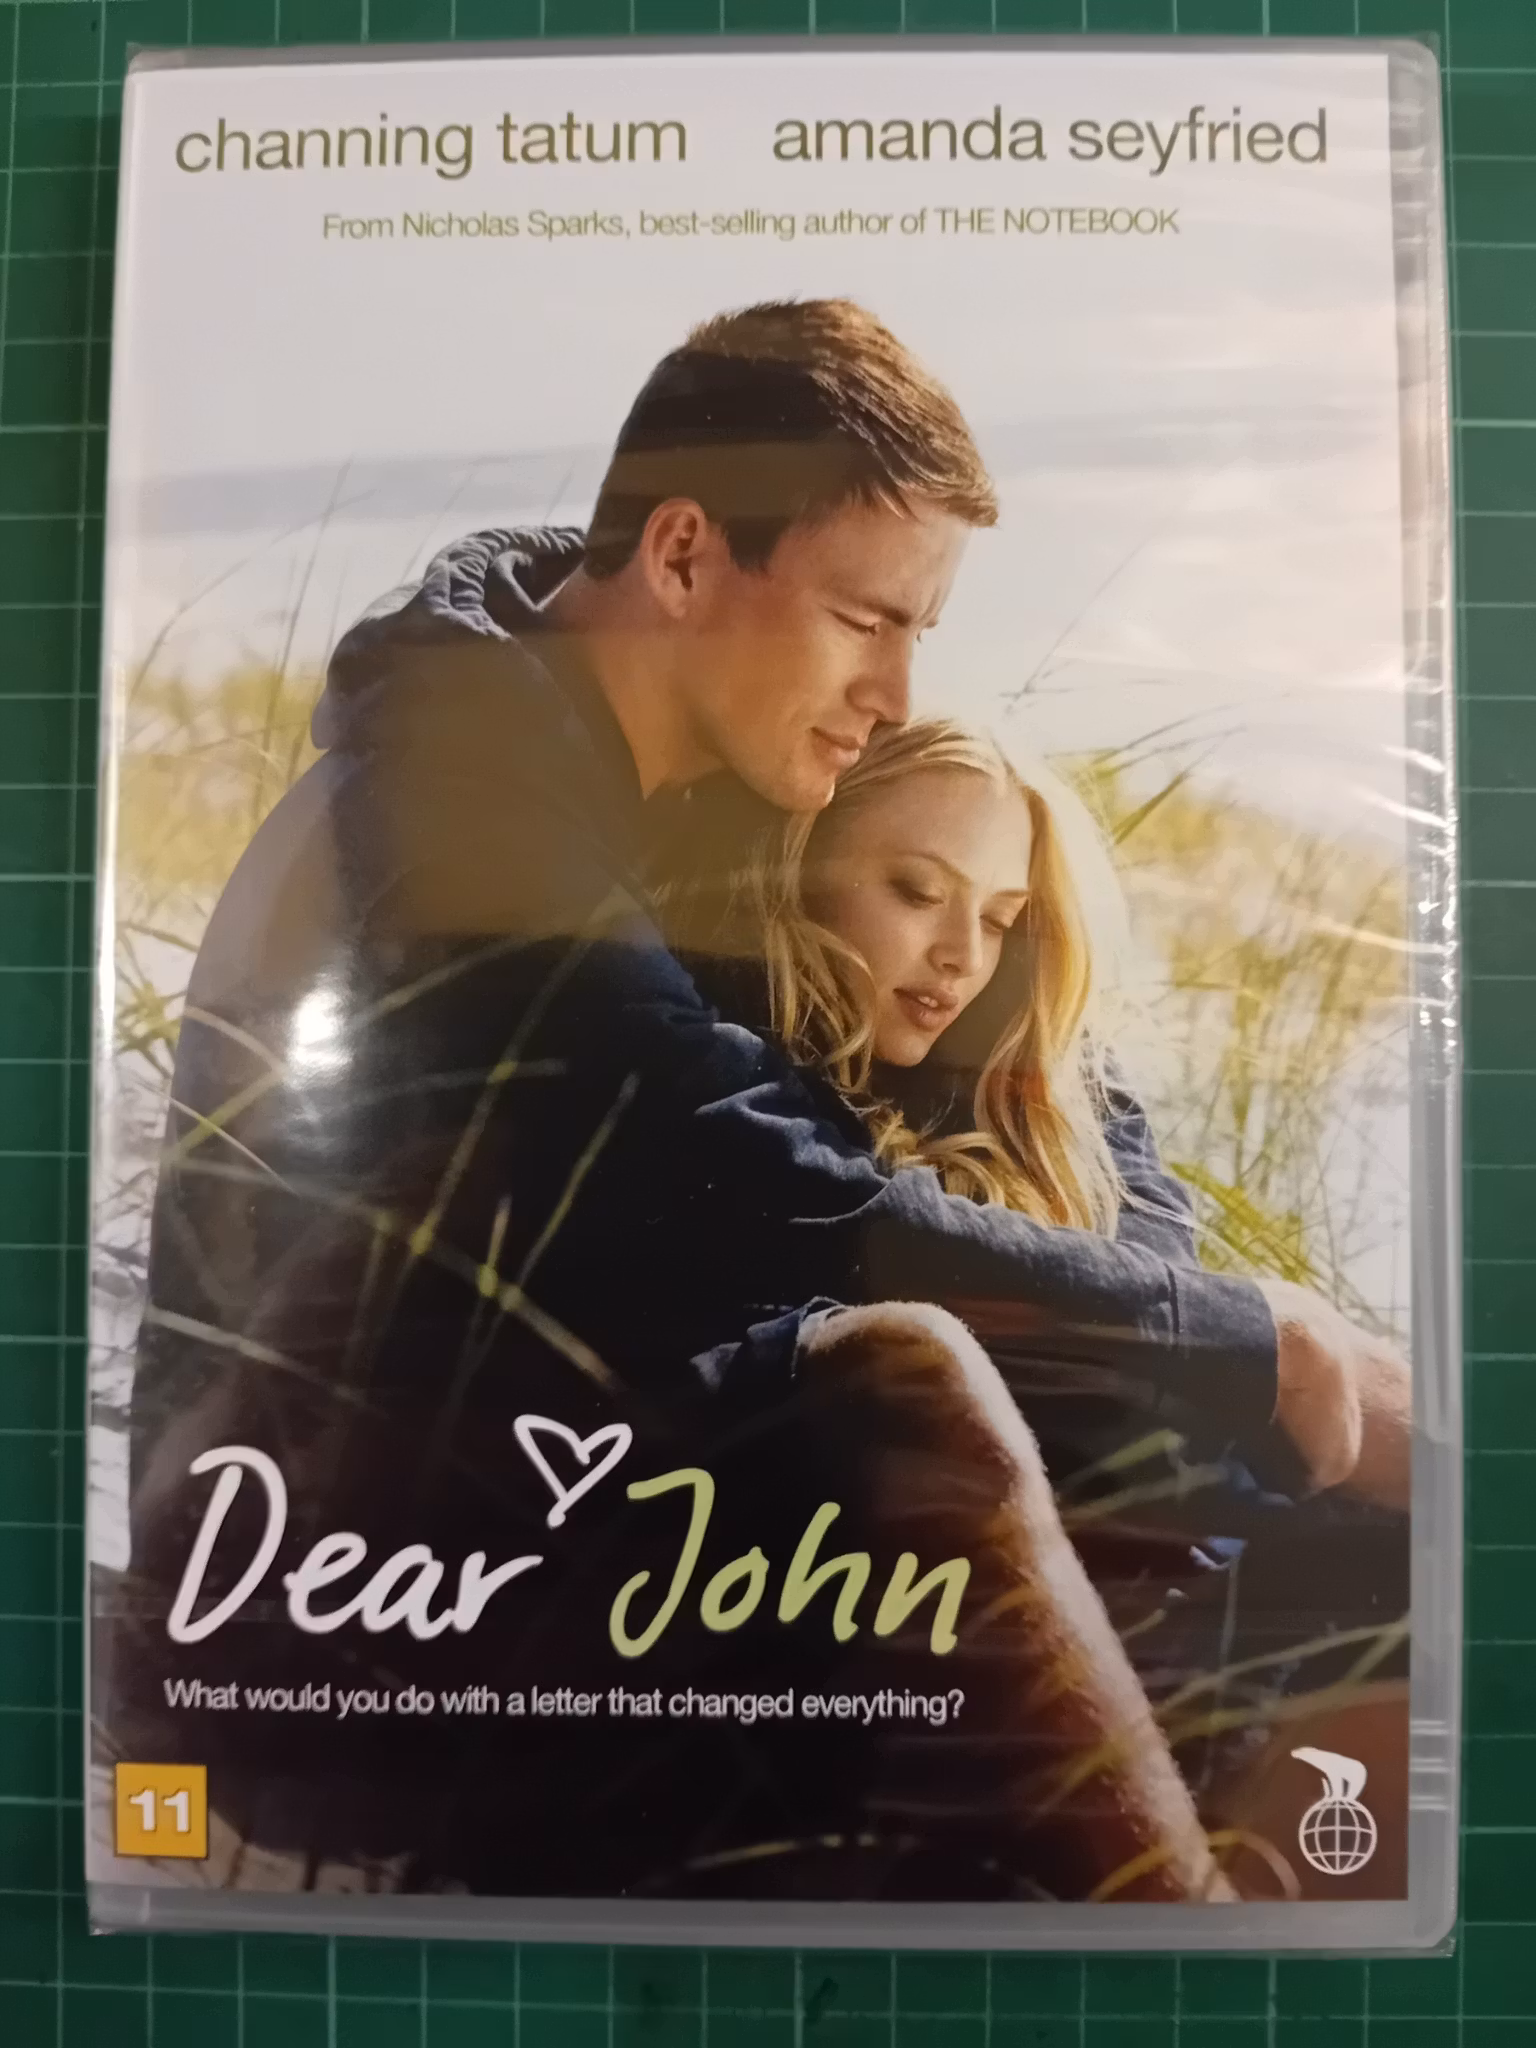 channing tatum amanda seyfried
From Nicholas Sparks, best-selling author of THE NOTEBOOK
Dear John
What would you do with a letter that changed everything?
11